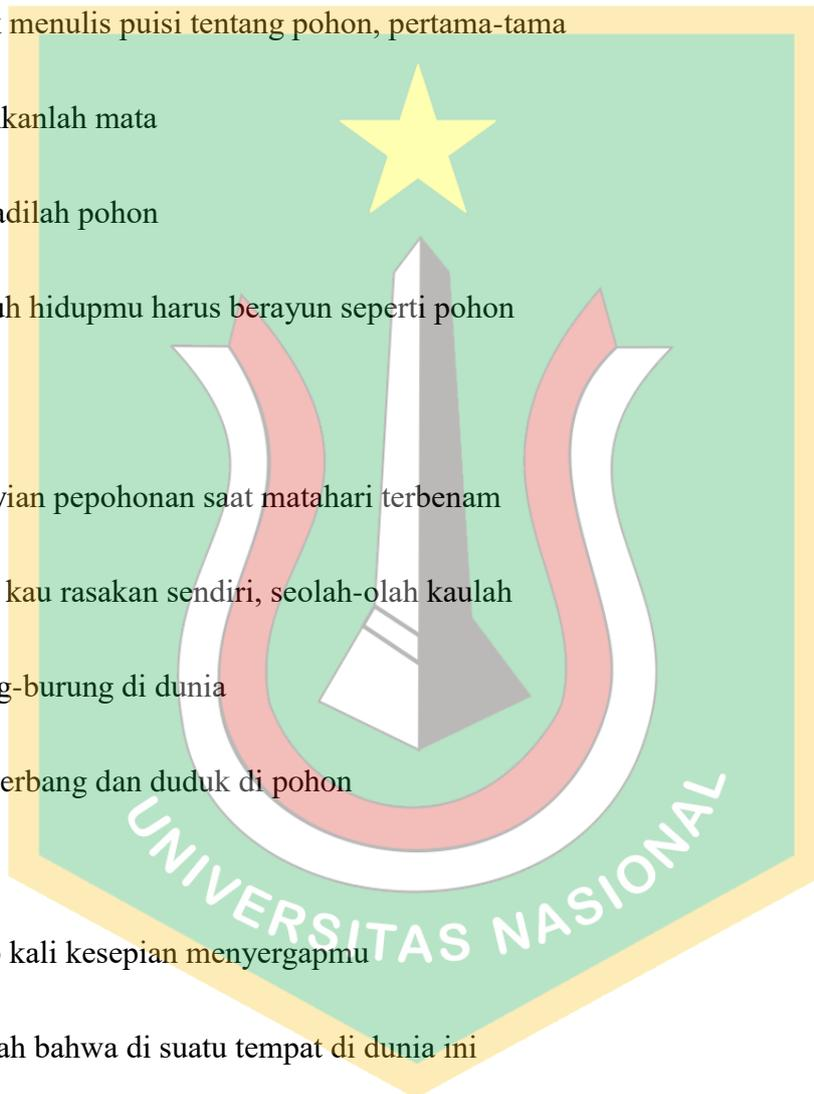 menulis puisi tentang pohon, pertama-tama
kanlah mata
adilah pohon
uh hidupmu harus berayun seperti pohon
vian pepohonan saat matahari terbenam
kau rasakan sendiri, seolah-olah kaulah
g-burung di dunia
erbang dan duduk di pohon
kali kesepian menyergapmu
ah bahwa di suatu tempat di dunia ini
UNIVERSITAS NASIONAL